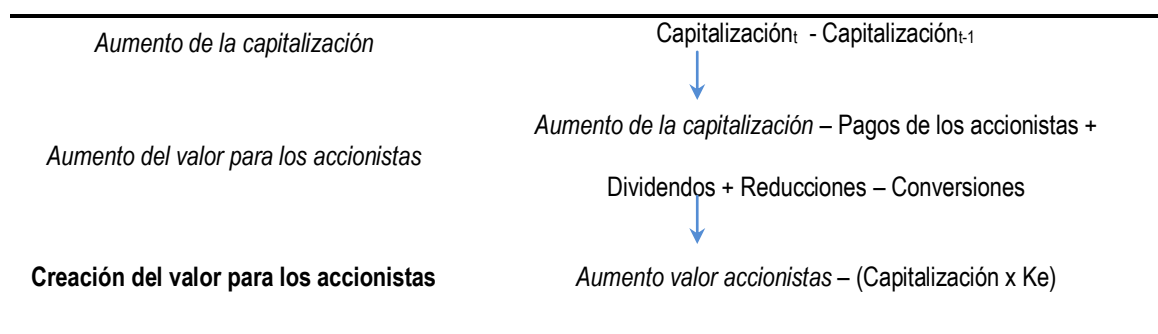 Aumento de la capitalización
Capitalizaciónt - Capitalizaciónt-1
Aumento del valor para los accionistas
Aumento de la capitalización – Pagos de los accionistas +
Dividendos + Reducciones – Conversiones
Creación del valor para los accionistas
Aumento valor accionistas – (Capitalización x Ke)